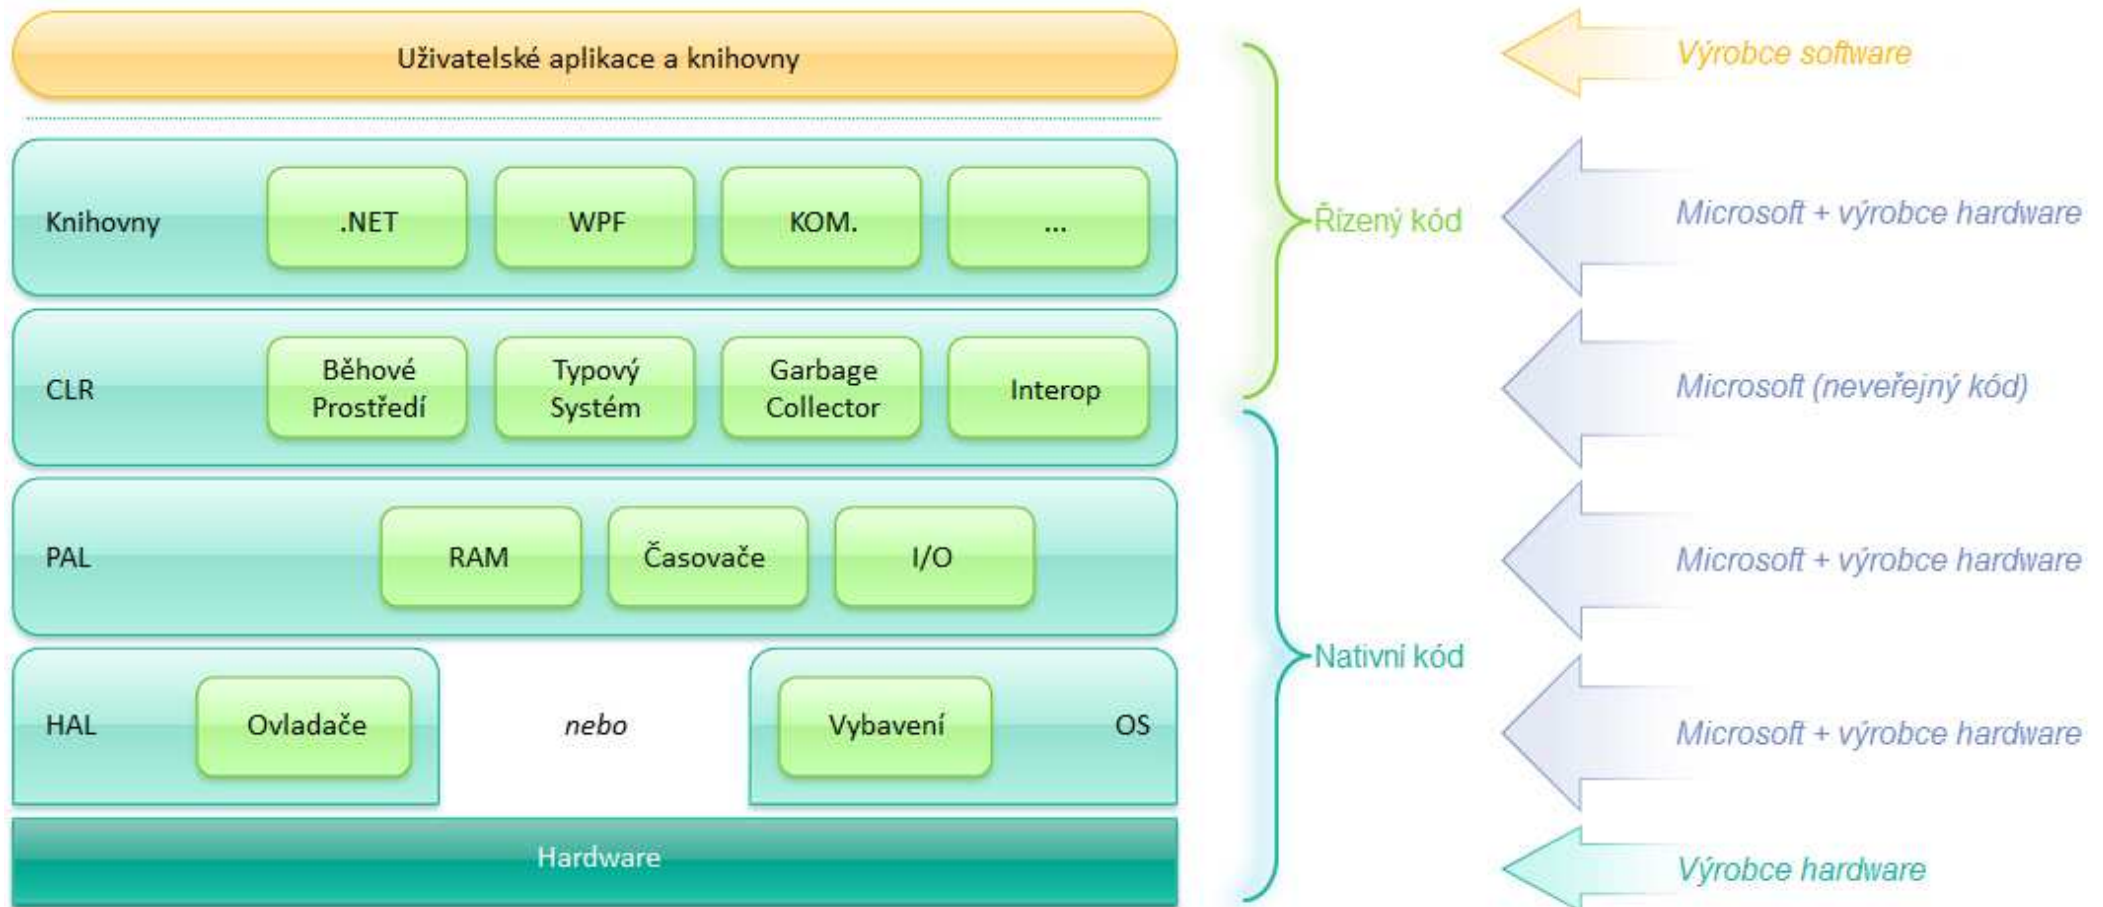 Uživatelské aplikace a knihovny
Výrobce software
Knihovny
.NET
WPF
KOM.
...
Řízený kód
Microsoft + výrobce hardware
CLR
Běhové
Prostředí
Typový
Systém
Garbage
Collector
Interop
Microsoft (neveřejný kód)
PAL
RAM
Časovače
I/O
Microsoft + výrobce hardware
Nativní kód
HAL
Ovladače
nebo
Vybavení
OS
Microsoft + výrobce hardware
Hardware
Výrobce hardware